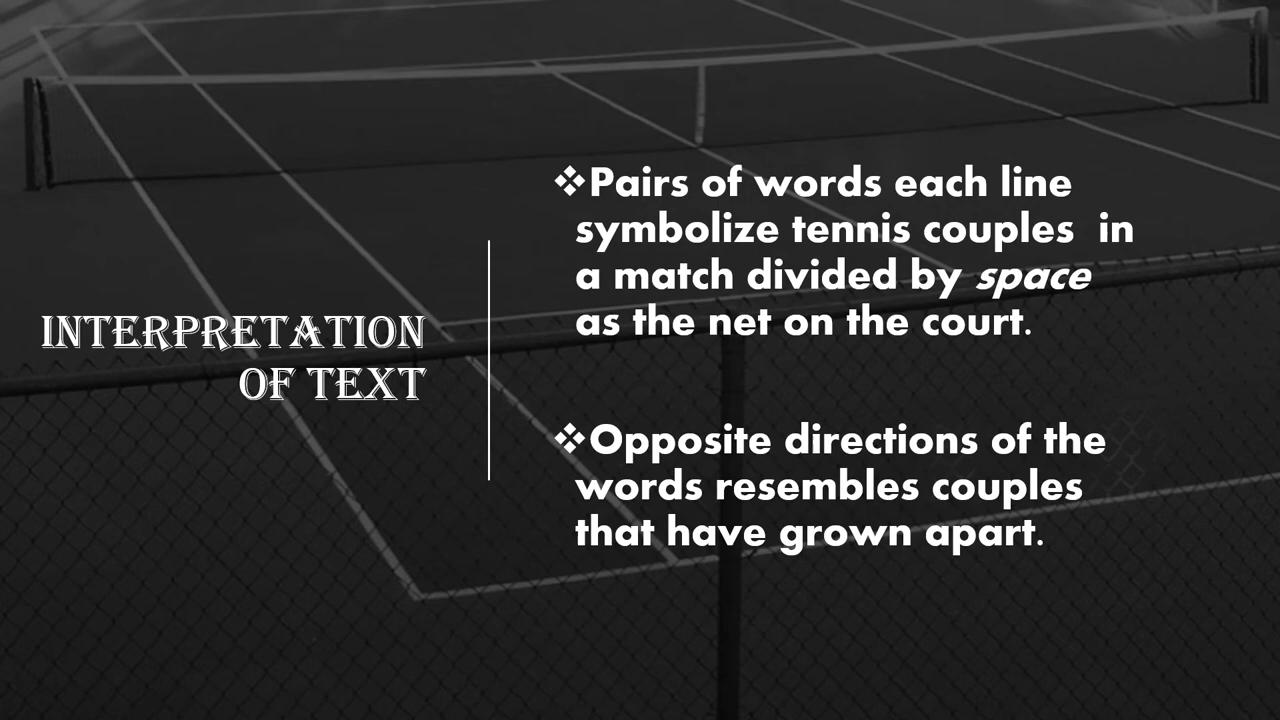 INTERPRETATION
OF TEXT
❖Pairs of words each line
symbolize tennis couples  in
a match divided by space
as the net on the court.
❖Opposite directions of the
words resembles couples
that have grown apart.